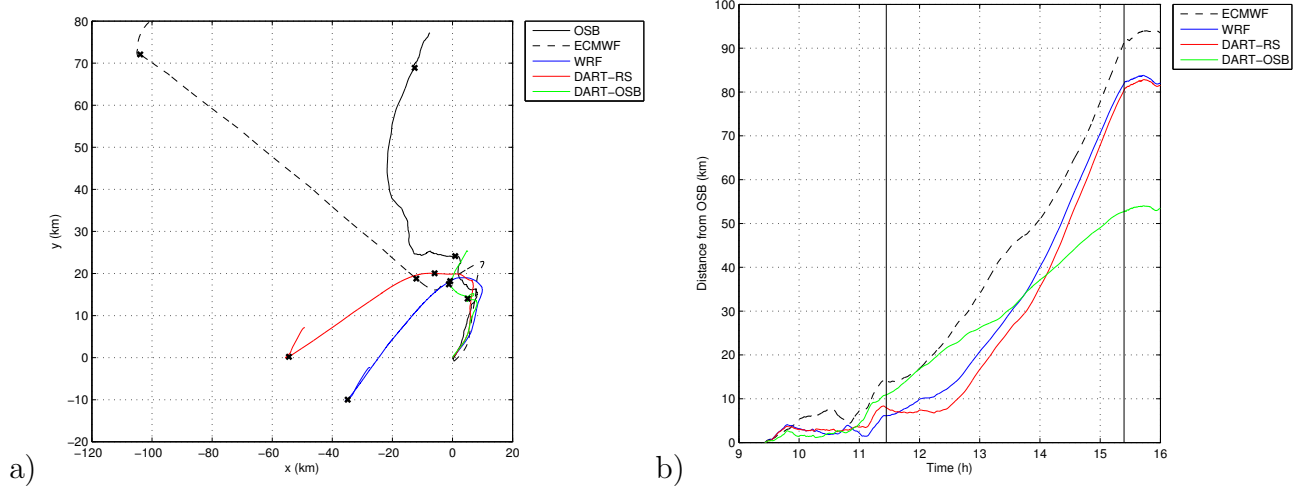 80
70
60
50
40
30
20
10
0
−10
−20
−120
−100
−80
−60
−40
−20
0
20
x (km)
y (km)
OSB
ECMWF
WRF
DART−RS
DART−OSB
a)
100
90
80
70
60
50
40
30
20
10
0
9
10
11
12
13
14
15
16
Time (h)
Distance from OSB (km)
ECMWF
WRF
DART−RS
DART−OSB
b)